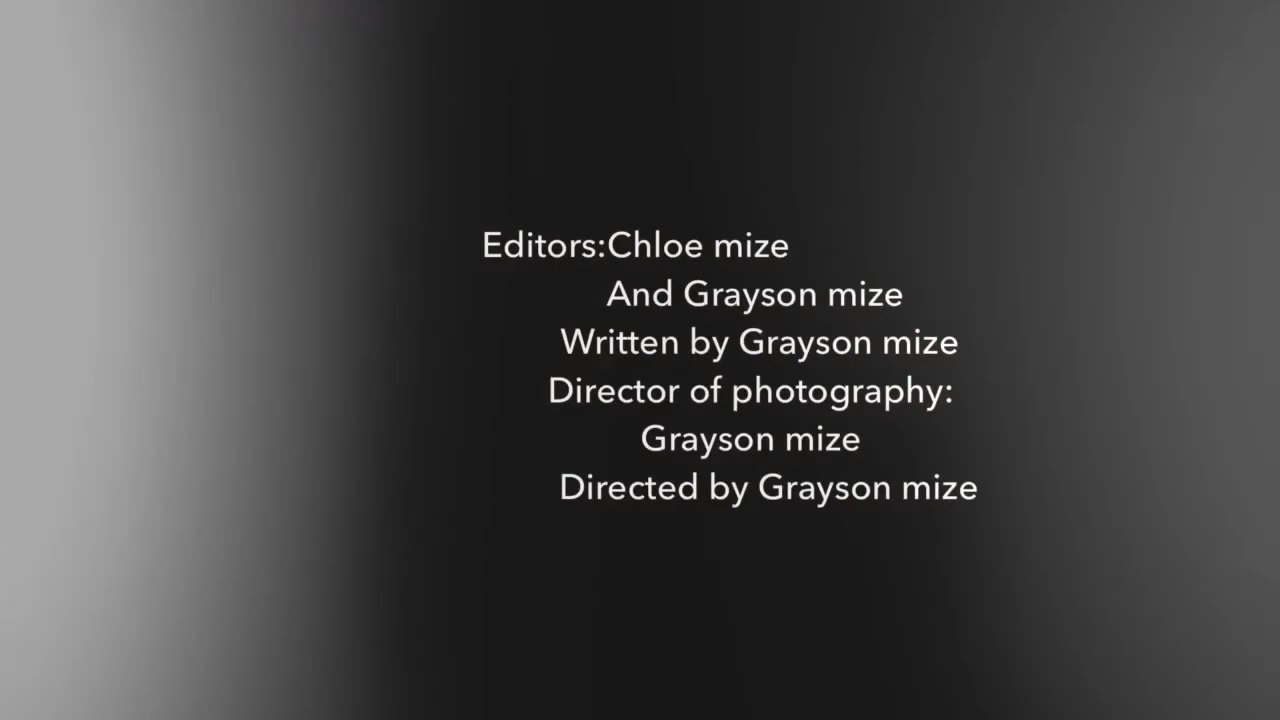 Editors:Chloe mize
And Grayson mize
Written by Grayson mize
Director of photography:
Grayson mize
Directed by Grayson mize